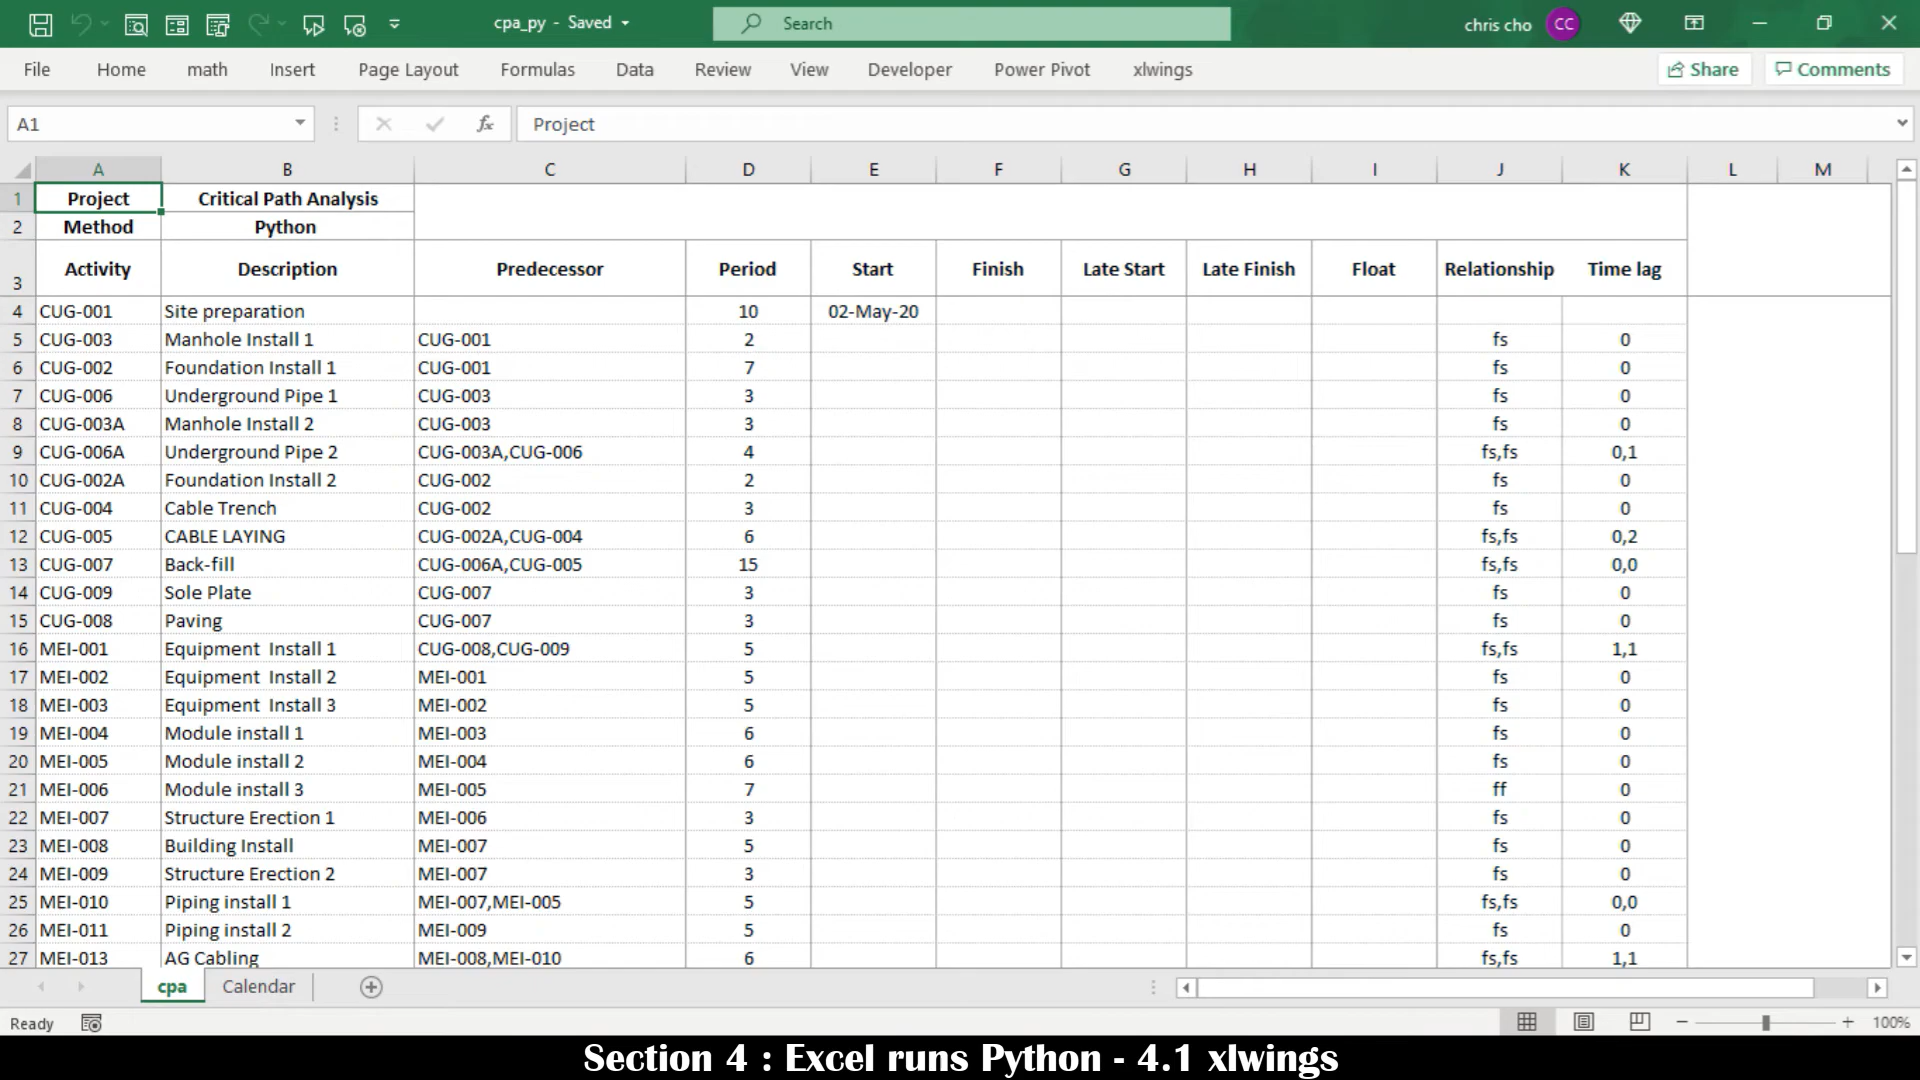 cpa_py - Saved
Search
chris cho CC
File Home math Insert Page Layout Formulas Data Review View Developer Power Pivot xlwings Share Comments
A1 fx Project
A B C D E F G H I J K L M
1 Project Critical Path Analysis
2 Method Python
3 Activity Description Predecessor Period Start Finish Late Start Late Finish Float Relationship Time lag
4 CUG-001 Site preparation 10 02-May-20
5 CUG-003 Manhole Install 1 CUG-001 2 fs 0
6 CUG-002 Foundation Install 1 CUG-001 7 fs 0
7 CUG-006 Underground Pipe 1 CUG-003 3 fs 0
8 CUG-003A Manhole Install 2 CUG-003 3 fs 0
9 CUG-006A Underground Pipe 2 CUG-003A,CUG-006 4 fs,fs 0,1
10 CUG-002A Foundation Install 2 CUG-002 2 fs 0
11 CUG-004 Cable Trench CUG-002 3 fs 0
12 CUG-005 CABLE LAYING CUG-002A,CUG-004 6 fs,fs 0,2
13 CUG-007 Back-fill CUG-006A,CUG-005 15 fs,fs 0,0
14 CUG-009 Sole Plate CUG-007 3 fs 0
15 CUG-008 Paving CUG-007 3 fs 0
16 MEI-001 Equipment  Install 1 CUG-008,CUG-009 5 fs,fs 1,1
17 MEI-002 Equipment  Install 2 MEI-001 5 fs 0
18 MEI-003 Equipment  Install 3 MEI-002 5 fs 0
19 MEI-004 Module install 1 MEI-003 6 fs 0
20 MEI-005 Module install 2 MEI-004 6 fs 0
21 MEI-006 Module install 3 MEI-005 7 ff 0
22 MEI-007 Structure Erection 1 MEI-006 3 fs 0
23 MEI-008 Building Install MEI-007 5 fs 0
24 MEI-009 Structure Erection 2 MEI-007 3 fs 0
25 MEI-010 Piping install 1 MEI-007,MEI-005 5 fs,fs 0,0
26 MEI-011 Piping install 2 MEI-009 5 fs 0
27 MEI-013 AG Cabling MEI-008,MEI-010 6 fs,fs 1,1
cpa Calendar
Ready 100%
Section 4 : Excel runs Python - 4.1 xlwings